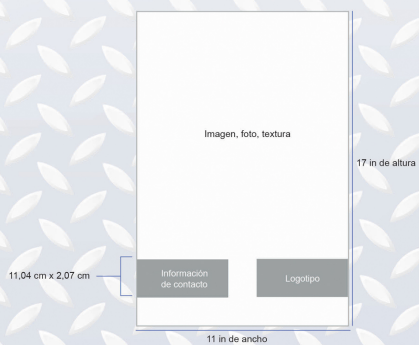 Imagen, foto, textura
17 in de altura
11,04 cm x 2,07 cm
Información
de contacto
Logotipo
11 in de ancho